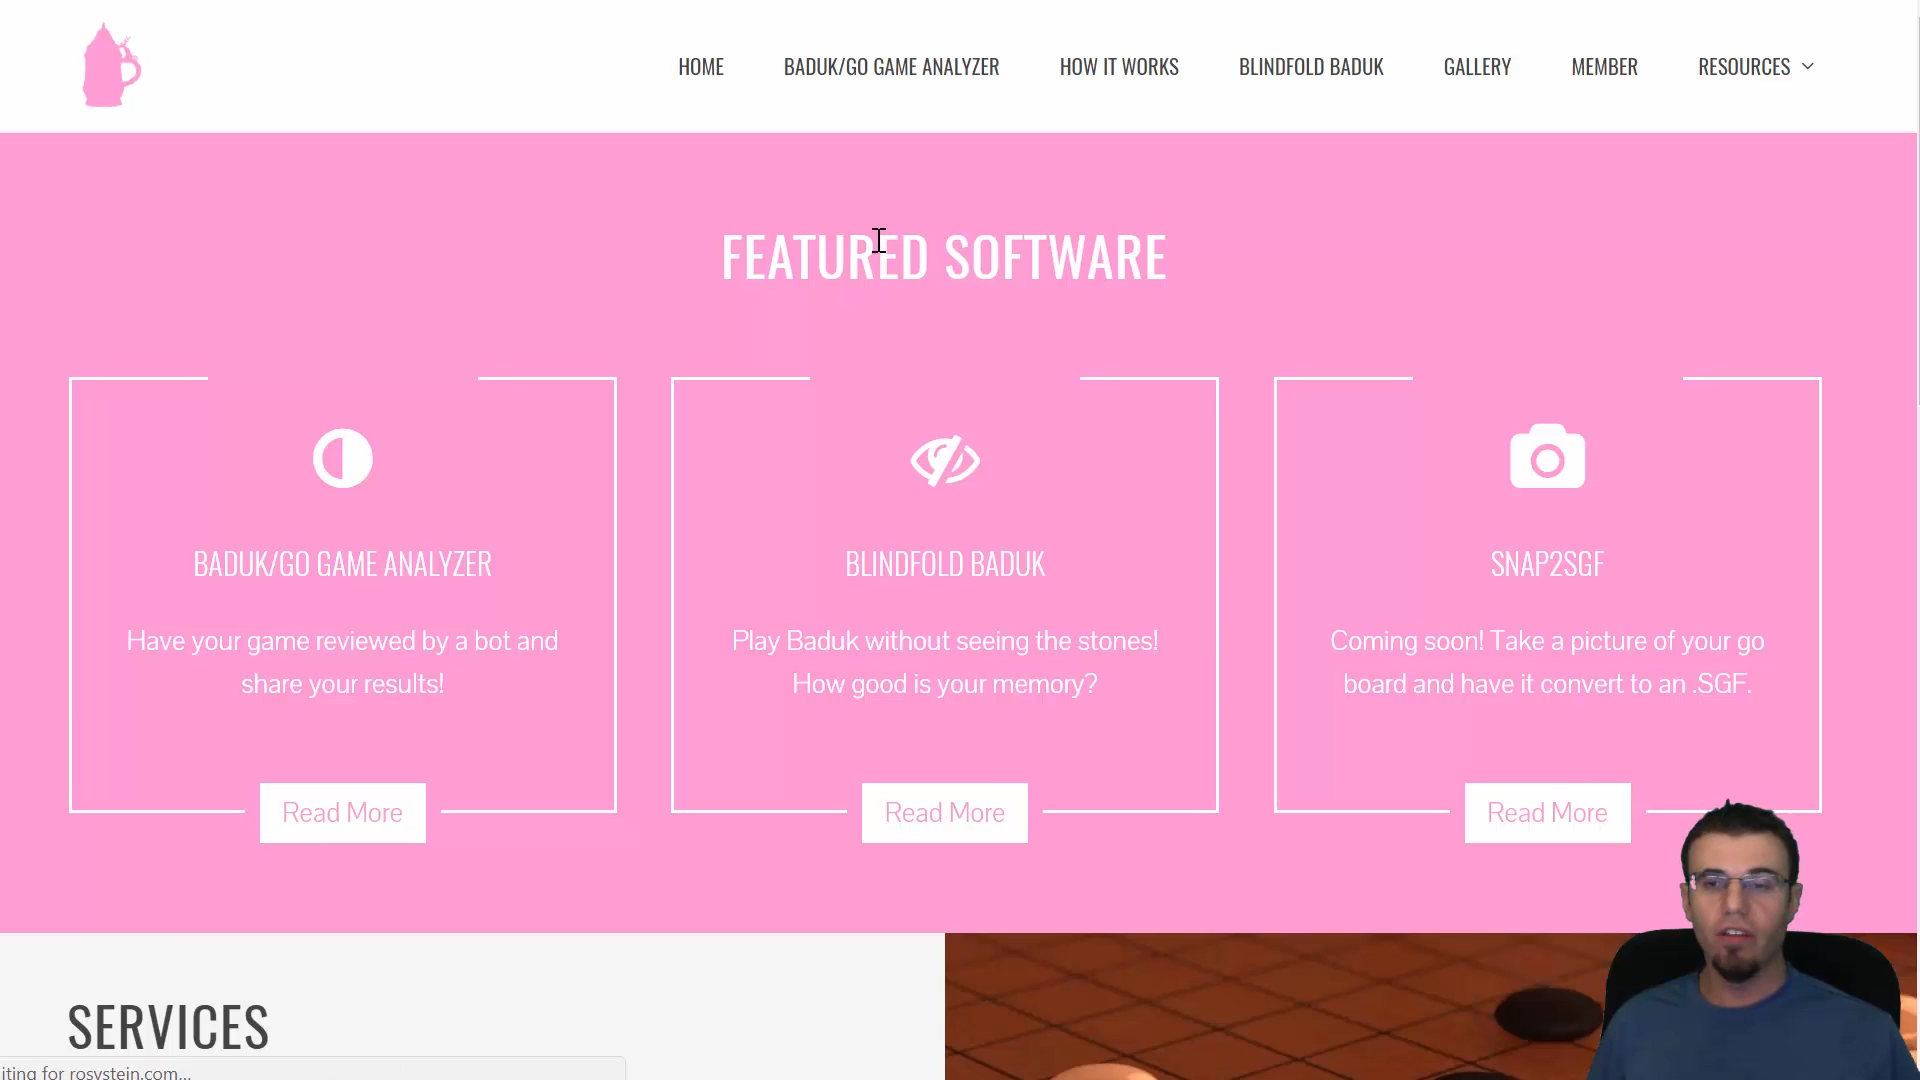 HOME BADUK/GO GAME ANALYZER HOW IT WORKS BLINDFOLD BADUK GALLERY MEMBER RESOURCES
FEATURED SOFTWARE
BADUK/GO GAME ANALYZER
Have your game reviewed by a bot and
share your results!
Read More
BLINDFOLD BADUK
Play Baduk without seeing the stones!
How good is your memory?
Read More
SNAP2SGF
Coming soon! Take a picture of your go
board and have it convert to an .SGF.
Read More
SERVICES
iting for rosystein.com...